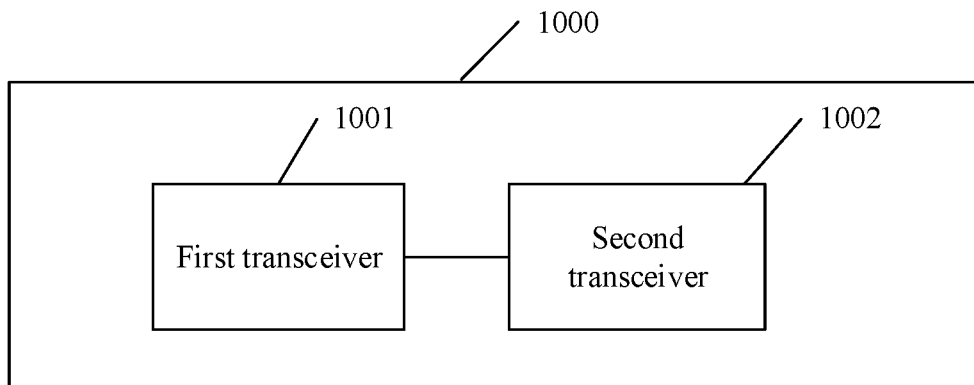 1000
1001
1002
First transceiver
Second
transceiver